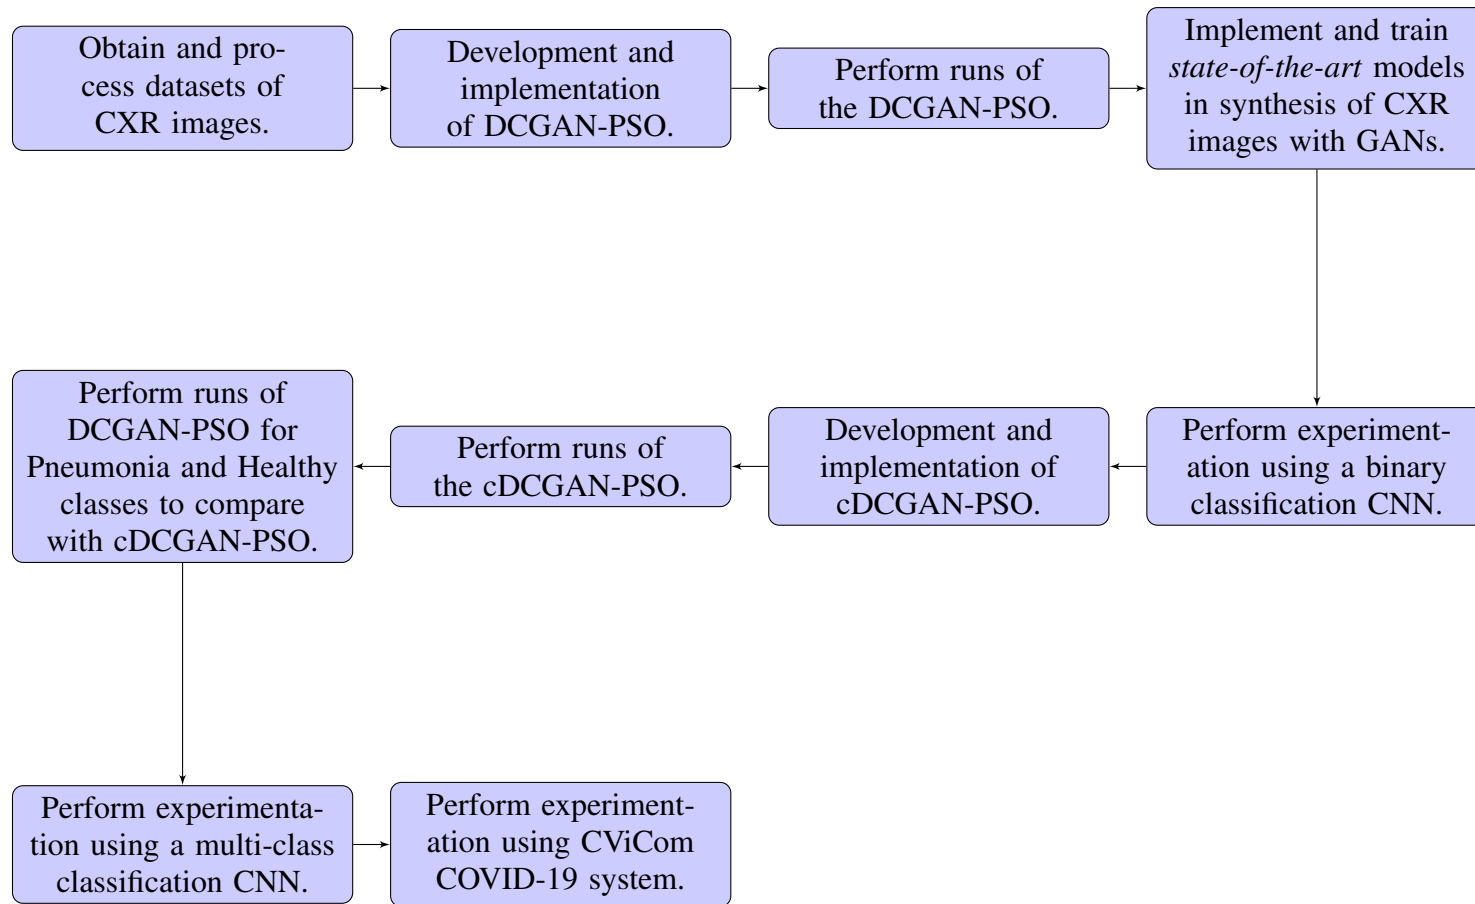 Obtain and pro-
cess datasets of
CXR images.
Development and
implementation
of DCGAN-PSO.
Perform runs of
the DCGAN-PSO.
Implement and train
state-of-the-art models
in synthesis of CXR
images with GANs.
Perform experiment-
ation using a binary
classification CNN.
Development and
implementation of
cDCGAN-PSO.
Perform runs of
the cDCGAN-PSO.
Perform runs of
DCGAN-PSO for
Pneumonia and Healthy
classes to compare
with cDCGAN-PSO.
Perform experimenta-
tion using a multi-class
classification CNN.
Perform experiment-
ation using CViCom
COVID-19 system.